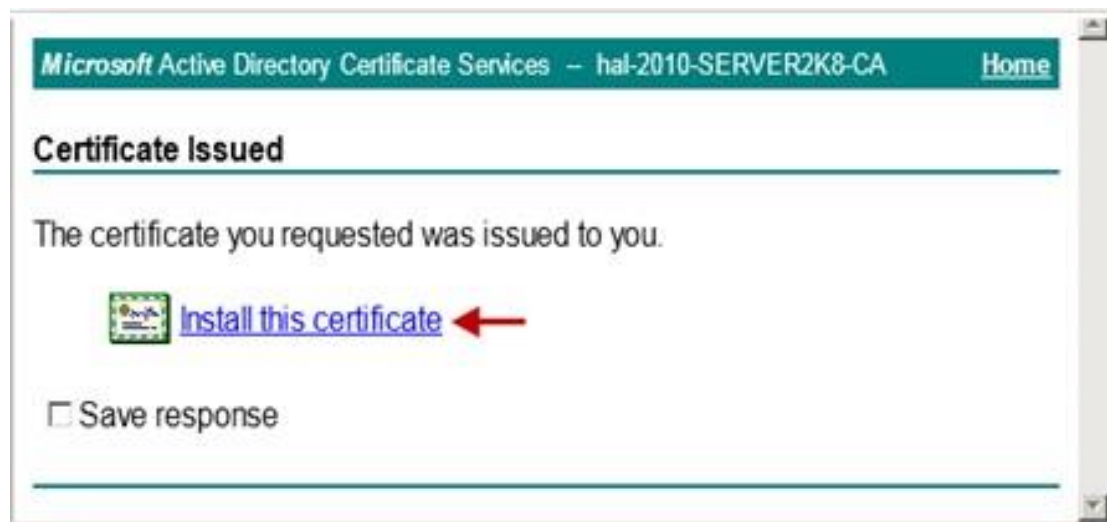 Microsoft Active Directory Certificate Services -- hal-2010-SERVER2K8-CA Home
Certificate Issued
The certificate you requested was issued to you.
Install this certificate
Save response